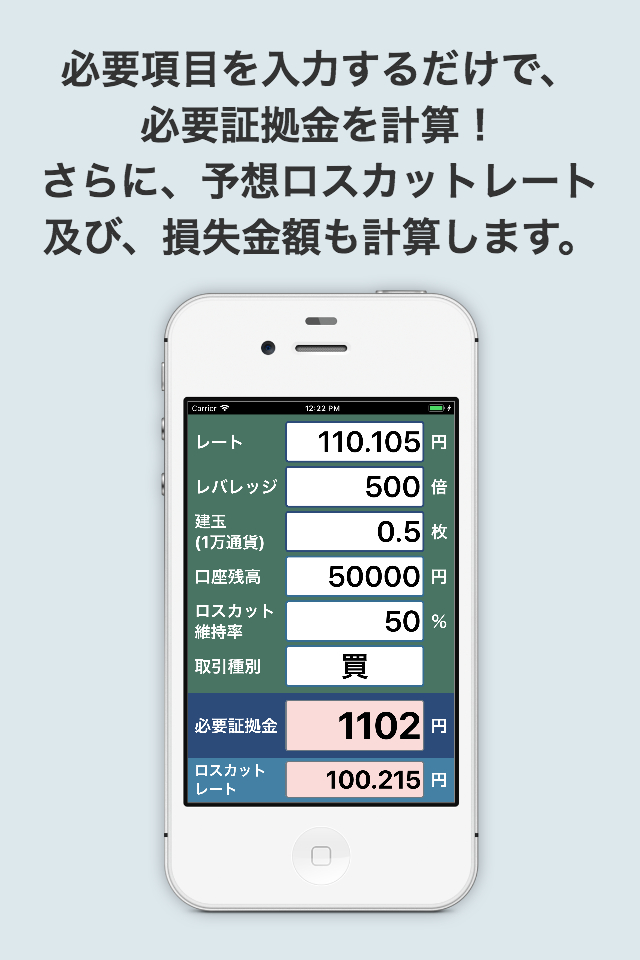 必要項目を入力するだけで、
必要証拠金を計算！
さらに、予想ロスカットレート
及び、損失金額も計算します。
Carrier 12:22 PM
レート 110.105 円
レバレッジ 500 倍
建玉
(1万通貨) 0.5 枚
口座残高 50000 円
ロスカット
維持率 50 %
取引種別 買
必要証拠金 1102 円
ロスカット
レート 100.215 円